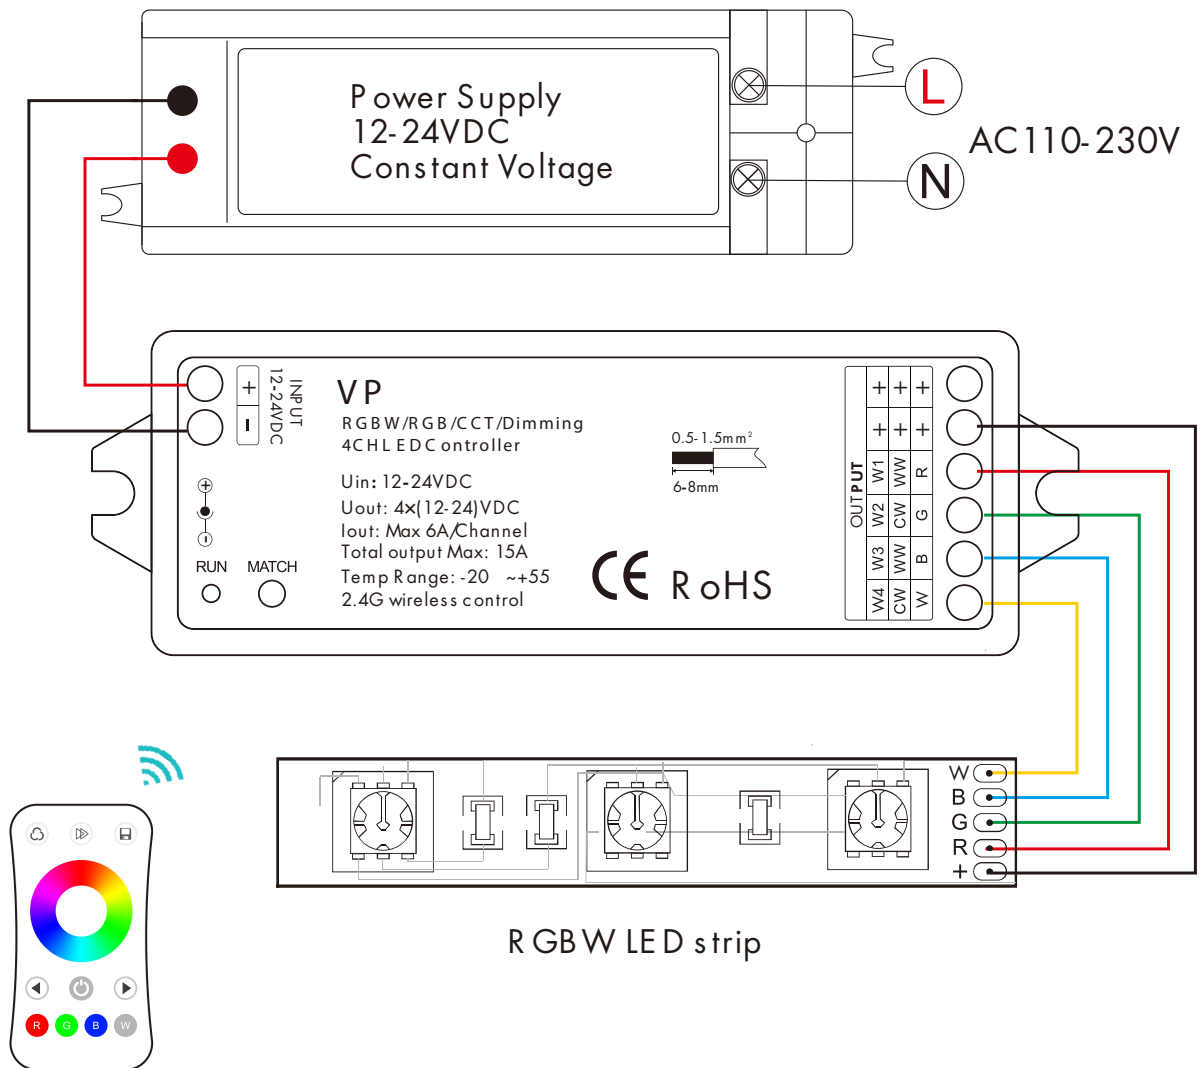 Power Supply
12-24VDC
Constant Voltage
L
N
AC110-230V
+
-
INPUT
12-24VDC
VP
RGBW/RGB/CCT/Dimming
4CH LED Controller
Uin: 12-24VDC
Uout: 4×(12-24)VDC
Iout: Max 6A/Channel
Total output Max: 15A
Temp Range: -20 ~+55
2.4G wireless control
RUN
MATCH
0.5-1.5mm²
6-8mm
CE RoHS
OUTPUT
+ + +
+ + +
W1 WW R
W2 CW G
W3 WW B
W4 CW W
W
B
G
R
+
RGBW LED strip
R G B W